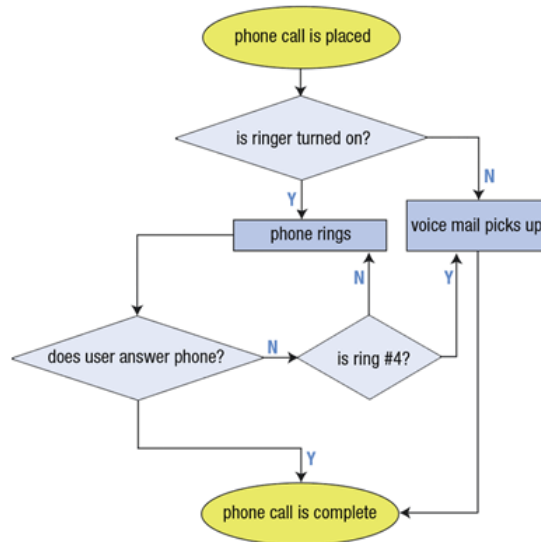 phone call is placed
is ringer turned on?
N
Y
phone rings
voice mail picks up
N
Y
does user answer phone?
N
is ring #4?
Y
phone call is complete